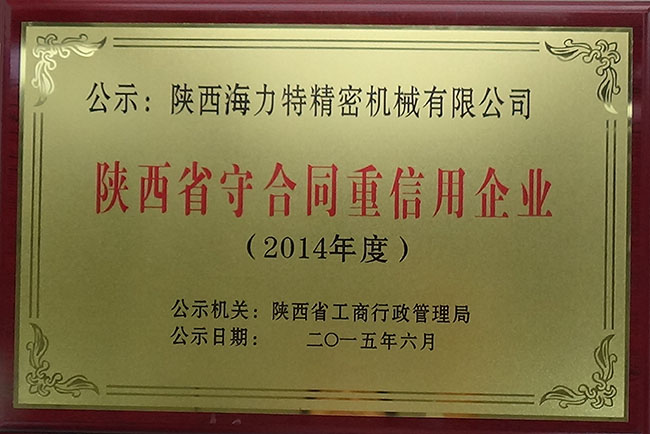 公示：陕西海力特精密机械有限公司
陕西省守合同重信用企业
（2014年度）
公示机关：陕西省工商行政管理局
公示日期：二〇一五年六月